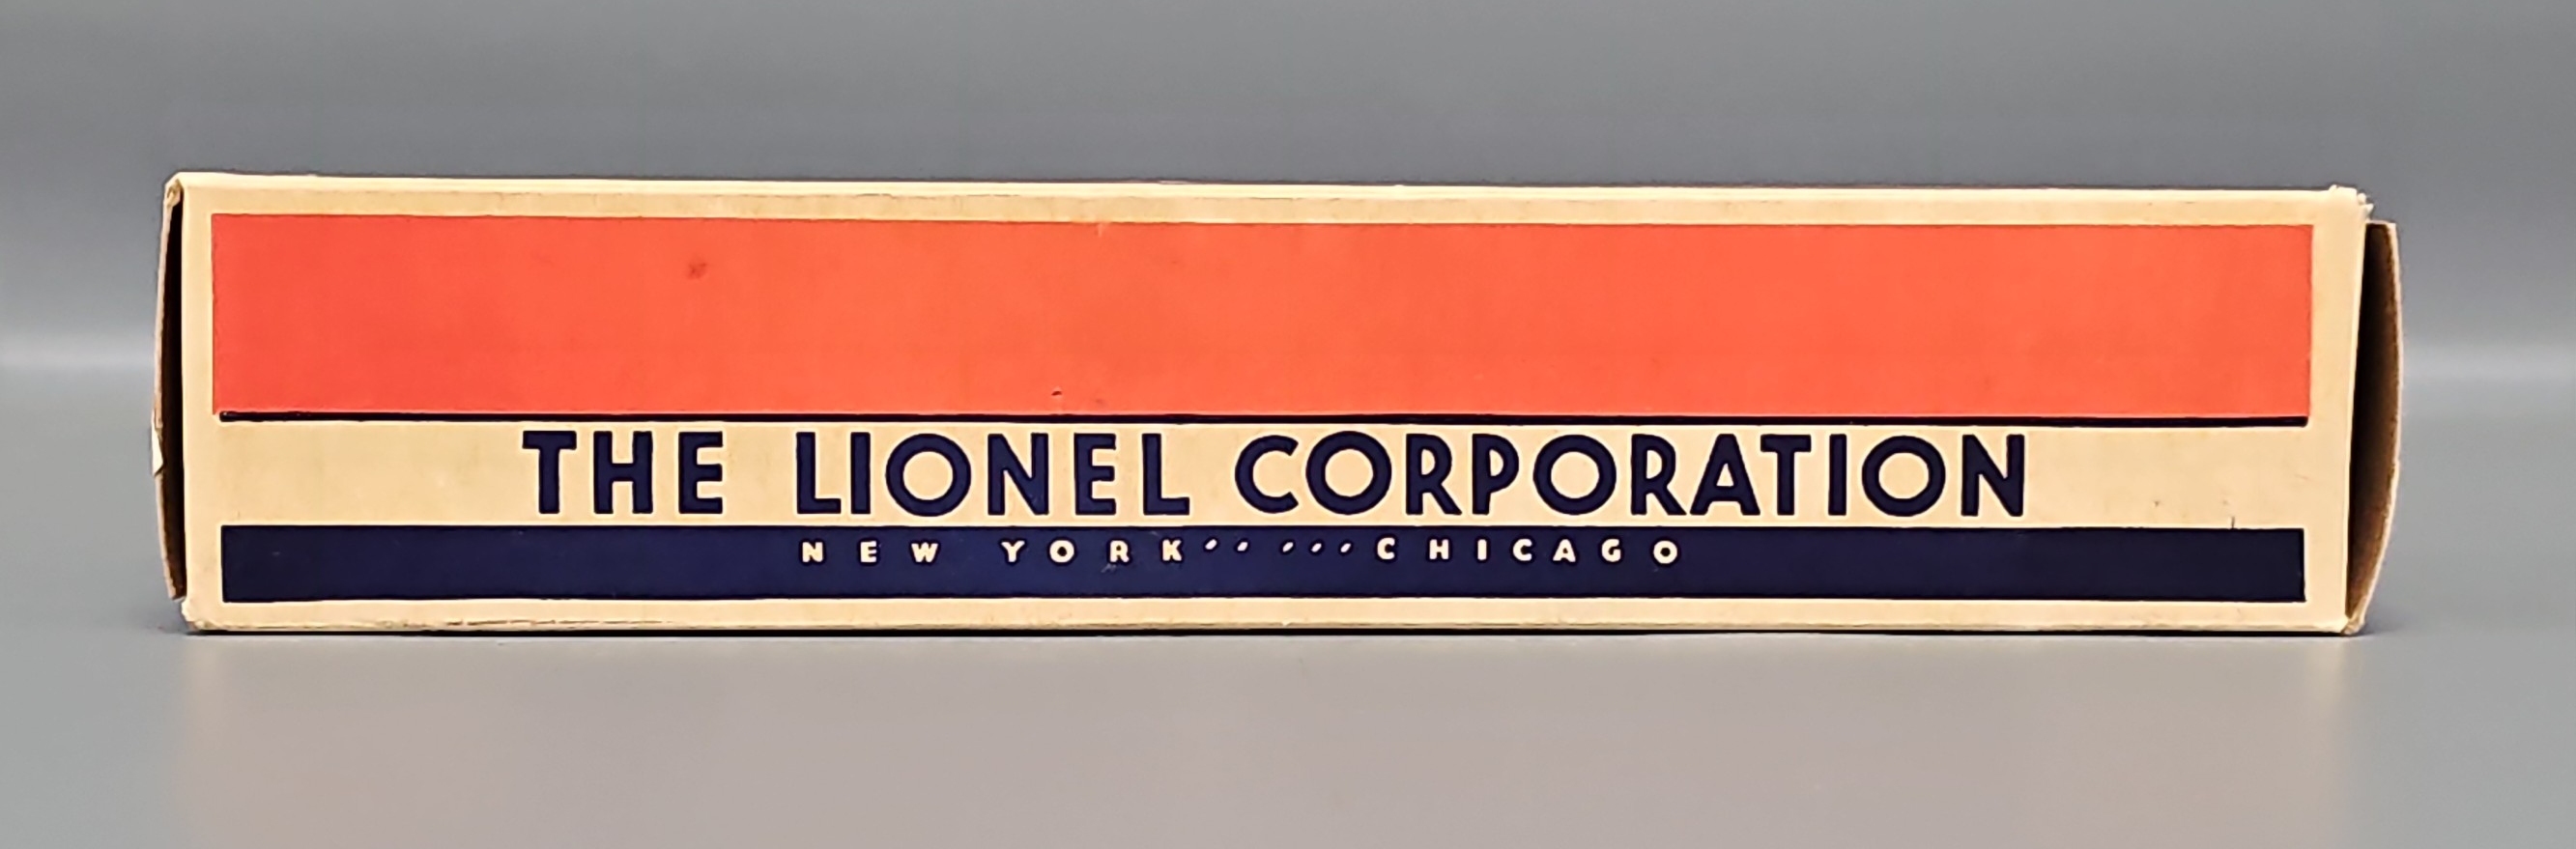 THE LIONEL CORPORATION
NEW YORK·· ···CHICAGO